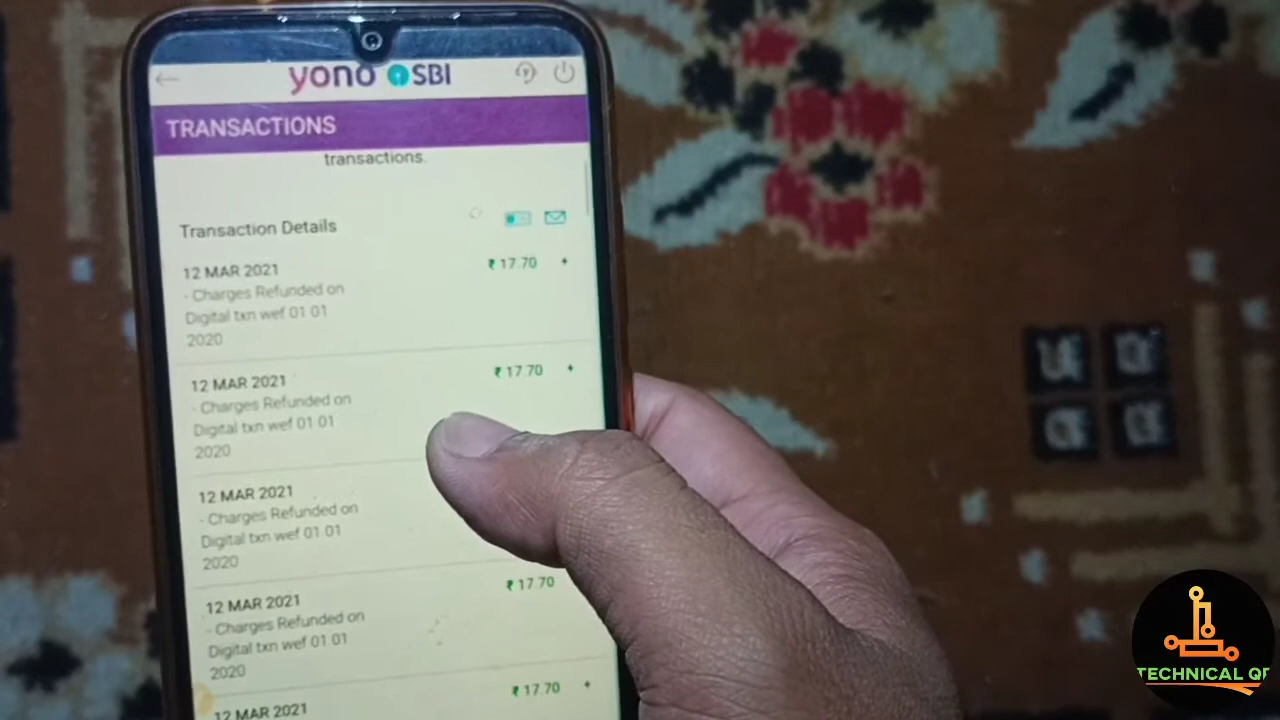 yono SBI
TRANSACTIONS
transactions.
Transaction Details
12 MAR 2021
₹ 17.70 +
- Charges Refunded on
Digital txn wef 01 01
2020
12 MAR 2021
₹ 17.70 +
- Charges Refunded on
Digital txn wef 01 01
2020
12 MAR 2021
- Charges Refunded on
Digital txn wef 01 01
2020
12 MAR 2021
₹ 17.70
- Charges Refunded on
Digital txn wef 01 01
2020
12 MAR 2021
₹ 17.70 +
TECHNICAL